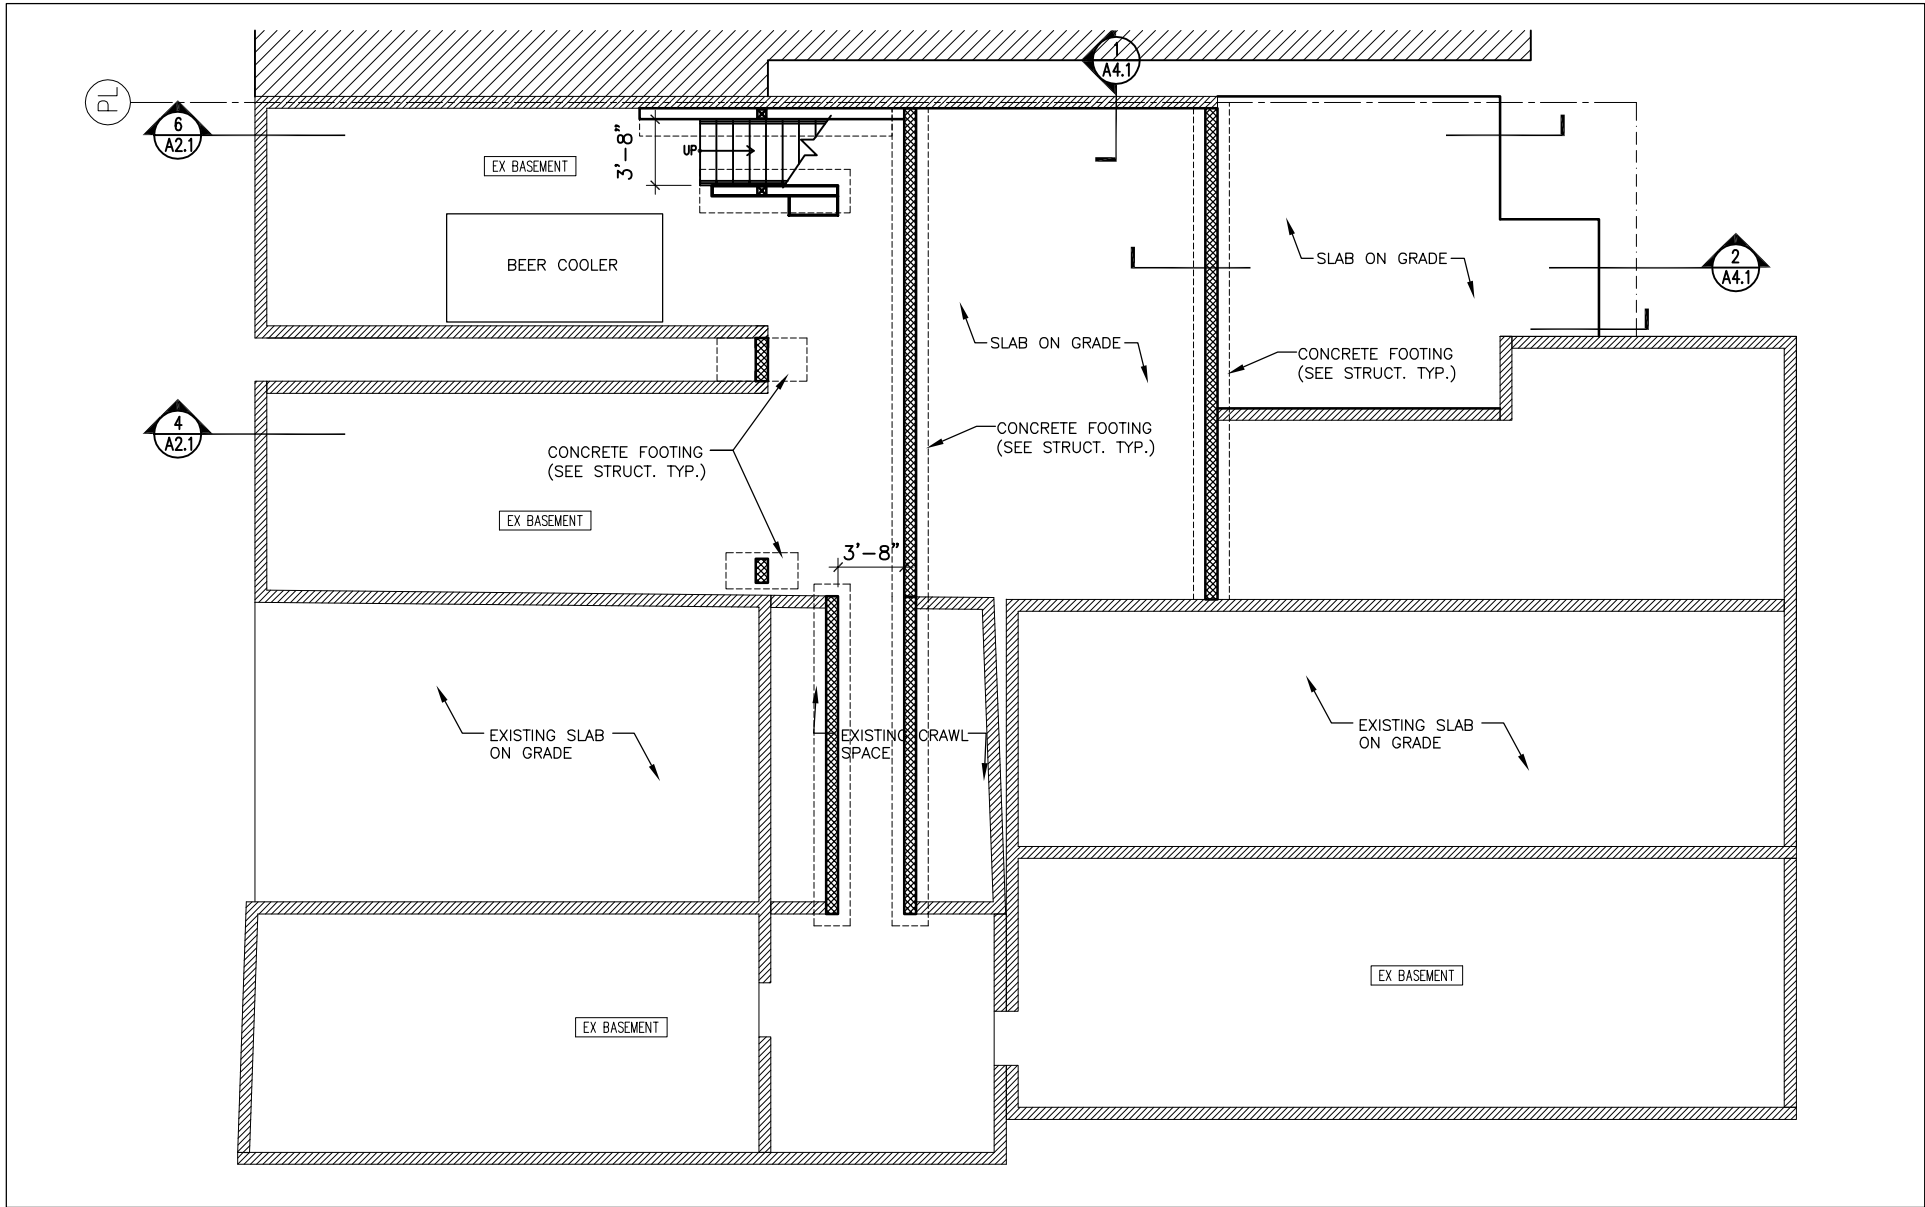 1
A4.1
PL
6
A2.1
3'-8"
UP
EX BASEMENT
BEER COOLER
SLAB ON GRADE
2
A4.1
SLAB ON GRADE
CONCRETE FOOTING
(SEE STRUCT. TYP.)
4
A2.1
CONCRETE FOOTING
(SEE STRUCT. TYP.)
CONCRETE FOOTING
(SEE STRUCT. TYP.)
EX BASEMENT
3'-8"
EXISTING SLAB
ON GRADE
EXISTING CRAWL
SPACE
EXISTING SLAB
ON GRADE
EX BASEMENT
EX BASEMENT